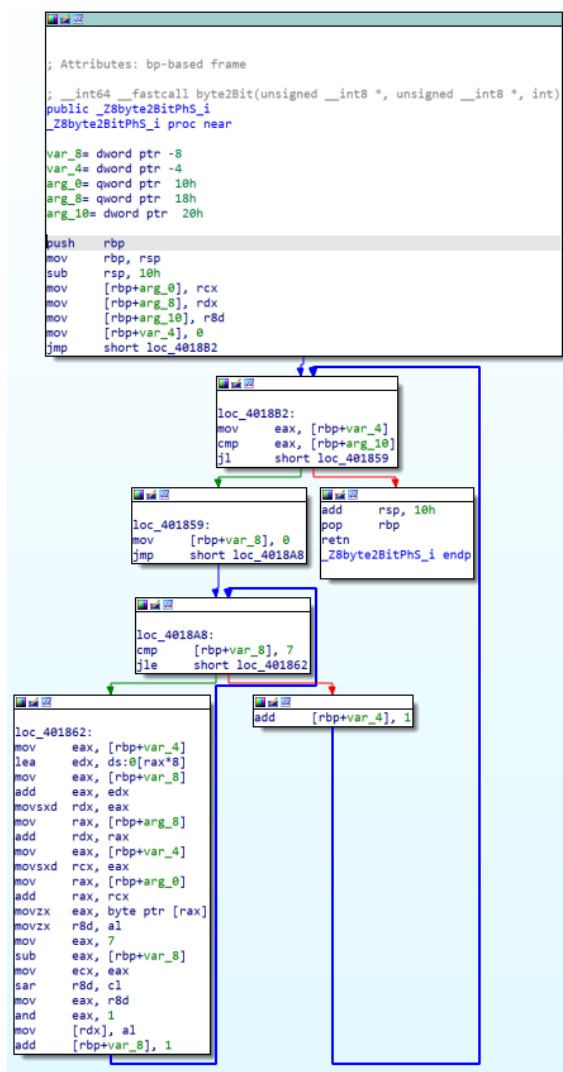 ; Attributes: bp-based frame
; __int64 __fastcall byte2Bit(unsigned __int8 *, unsigned __int8 *, int)
public _Z8byte2BitPhS_i
_Z8byte2BitPhS_i proc near
var_8= dword ptr -8
var_4= dword ptr -4
arg_0= qword ptr  10h
arg_8= qword ptr  18h
arg_10= dword ptr  20h
push    rbp
mov     rbp, rsp
sub     rsp, 10h
mov     [rbp+arg_0], rcx
mov     [rbp+arg_8], rdx
mov     [rbp+arg_10], r8d
mov     [rbp+var_4], 0
jmp     short loc_4018B2
loc_4018B2:
mov     eax, [rbp+var_4]
cmp     eax, [rbp+arg_10]
jl      short loc_401859
loc_401859:
mov     [rbp+var_8], 0
jmp     short loc_4018A8
add     rsp, 10h
pop     rbp
retn
_Z8byte2BitPhS_i endp
loc_4018A8:
cmp     [rbp+var_8], 7
jle     short loc_401862
loc_401862:
mov     eax, [rbp+var_4]
lea     edx, ds:0[rax*8]
mov     eax, [rbp+var_8]
add     eax, edx
movsxd  rdx, eax
mov     rax, [rbp+arg_8]
add     rdx, rax
mov     eax, [rbp+var_4]
movsxd  rcx, eax
mov     rax, [rbp+arg_0]
add     rax, rcx
movzx   eax, byte ptr [rax]
movzx   r8d, al
mov     eax, 7
sub     eax, [rbp+var_8]
mov     ecx, eax
sar     r8d, cl
mov     eax, r8d
and     eax, 1
mov     [rdx], al
add     [rbp+var_8], 1
add     [rbp+var_4], 1